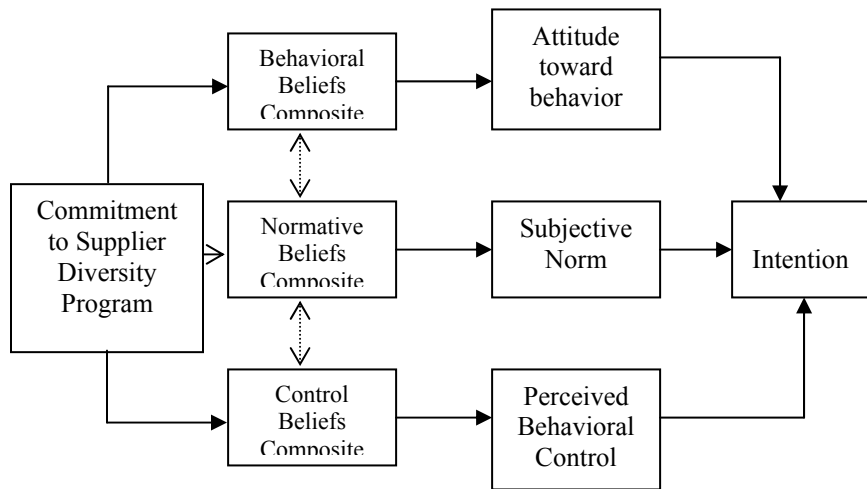 Behavioral
Beliefs
Composite
Attitude
toward
behavior
Commitment
to Supplier
Diversity
Program
Normative
Beliefs
Composite
Subjective
Norm
Intention
Control
Beliefs
Composite
Perceived
Behavioral
Control